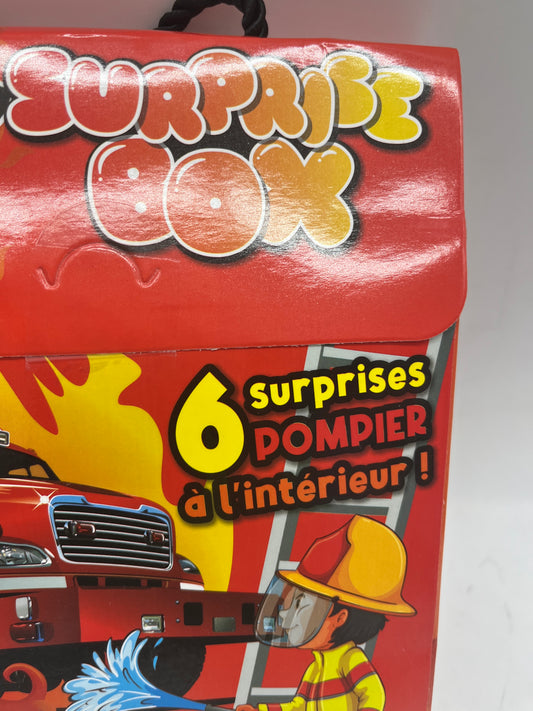 SURPRISE
BOX
6 surprises
POMPIER
à l'intérieur !